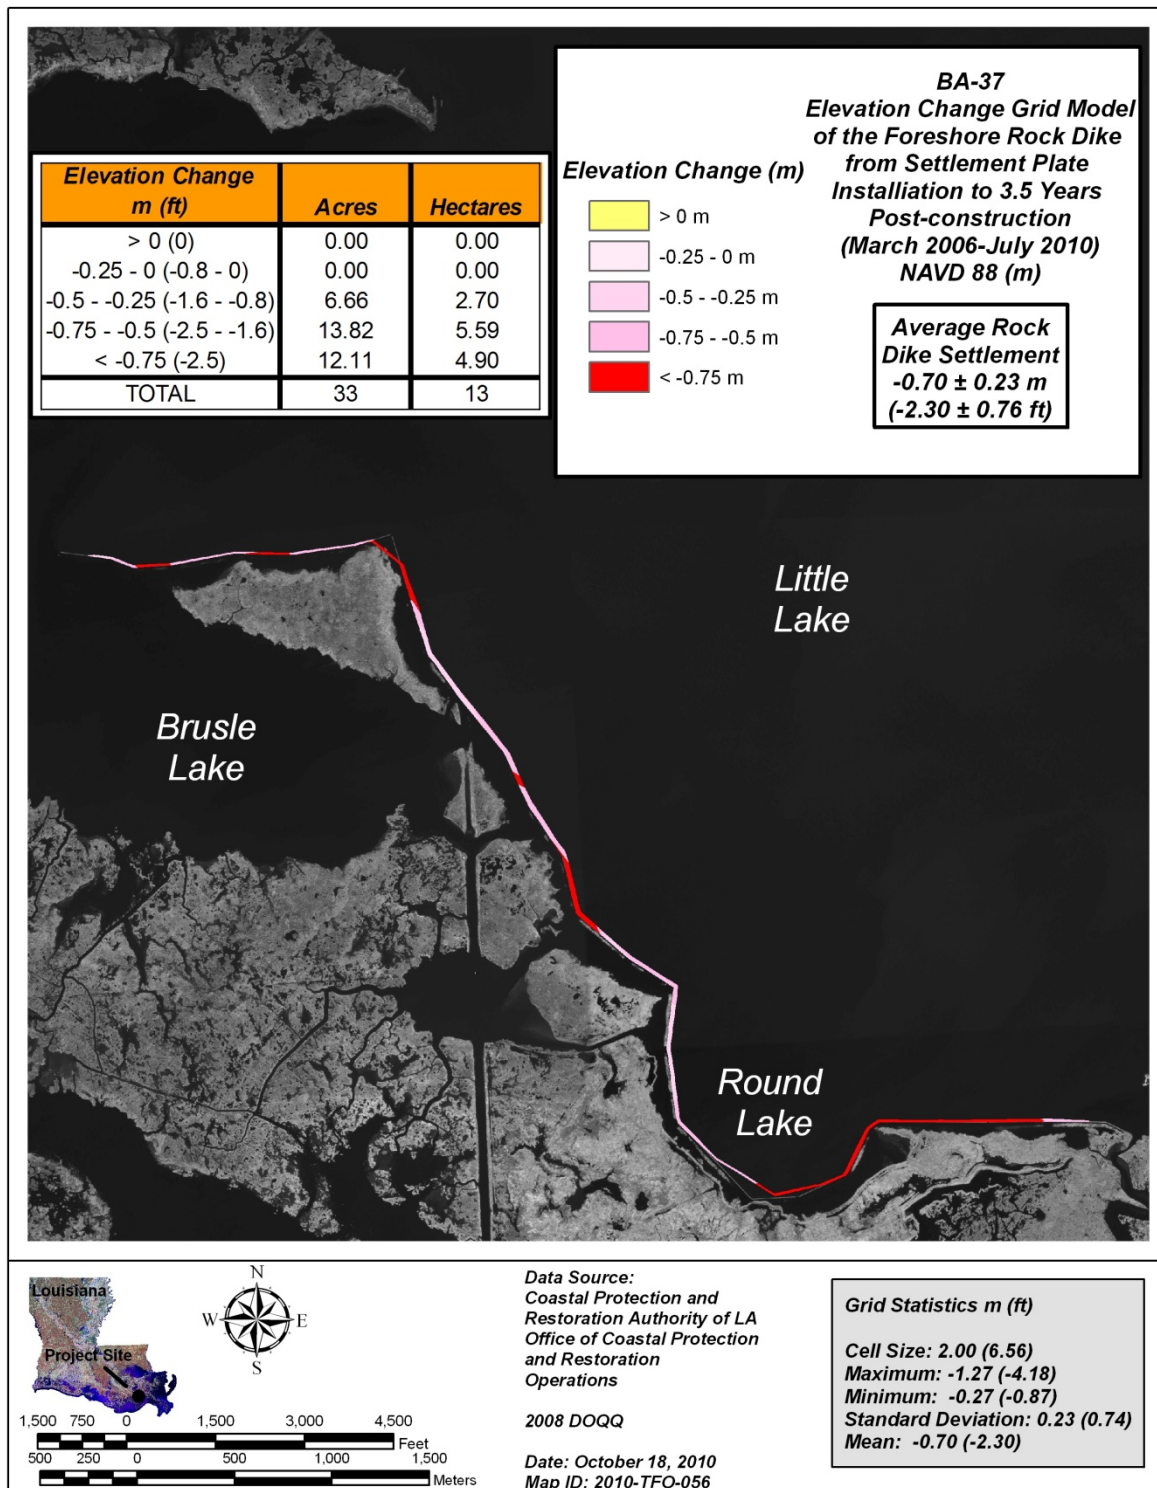 BA-37
Elevation Change Grid Model
of the Foreshore Rock Dike
from Settlement Plate
Installiation to 3.5 Years
Post-construction
(March 2006-July 2010)
NAVD 88 (m)
Elevation Change m (ft) Acres Hectares
> 0 (0) 0.00 0.00
-0.25 - 0 (-0.8 - 0) 0.00 0.00
-0.5 - -0.25 (-1.6 - -0.8) 6.66 2.70
-0.75 - -0.5 (-2.5 - -1.6) 13.82 5.59
< -0.75 (-2.5) 12.11 4.90
TOTAL 33 13
Elevation Change (m)
> 0 m
-0.25 - 0 m
-0.5 - -0.25 m
-0.75 - -0.5 m
< -0.75 m
Average Rock
Dike Settlement
-0.70 ± 0.23 m
(-2.30 ± 0.76 ft)
Little
Lake
Brusle
Lake
Round
Lake
Louisiana
Project Site
N
W E
S
1,500 750 0 1,500 3,000 4,500
Feet
500 250 0 500 1,000 1,500
Meters
Data Source:
Coastal Protection and
Restoration Authority of LA
Office of Coastal Protection
and Restoration
Operations
2008 DOQQ
Date: October 18, 2010
Map ID: 2010-TFO-056
Grid Statistics m (ft)
Cell Size: 2.00 (6.56)
Maximum: -1.27 (-4.18)
Minimum: -0.27 (-0.87)
Standard Deviation: 0.23 (0.74)
Mean: -0.70 (-2.30)